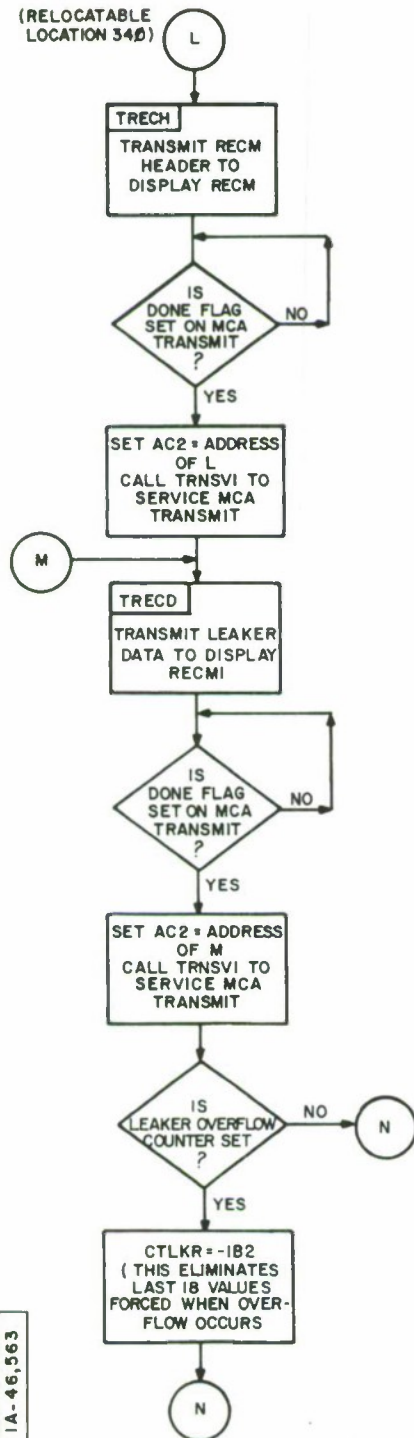 (RELOCATABLE
LOCATION 34Ø)
L
TRECH
TRANSMIT RECM
HEADER TO
DISPLAY RECM
IS
DONE FLAG
SET ON MCA
TRANSMIT
?
NO
YES
SET AC2 = ADDRESS
OF L
CALL TRNSVI TO
SERVICE MCA
TRANSMIT
M
TRECD
TRANSMIT LEAKER
DATA TO DISPLAY
RECMI
IS
DONE FLAG
SET ON MCA
TRANSMIT
?
NO
YES
SET AC2 = ADDRESS
OF M
CALL TRNSVI TO
SERVICE MCA
TRANSMIT
IS
LEAKER OVERFLOW
COUNTER SET
?
NO
N
YES
CTLKR = -182
( THIS ELIMINATES
LAST 18 VALUES
FORCED WHEN OVER-
FLOW OCCURS
N
IA-46,563